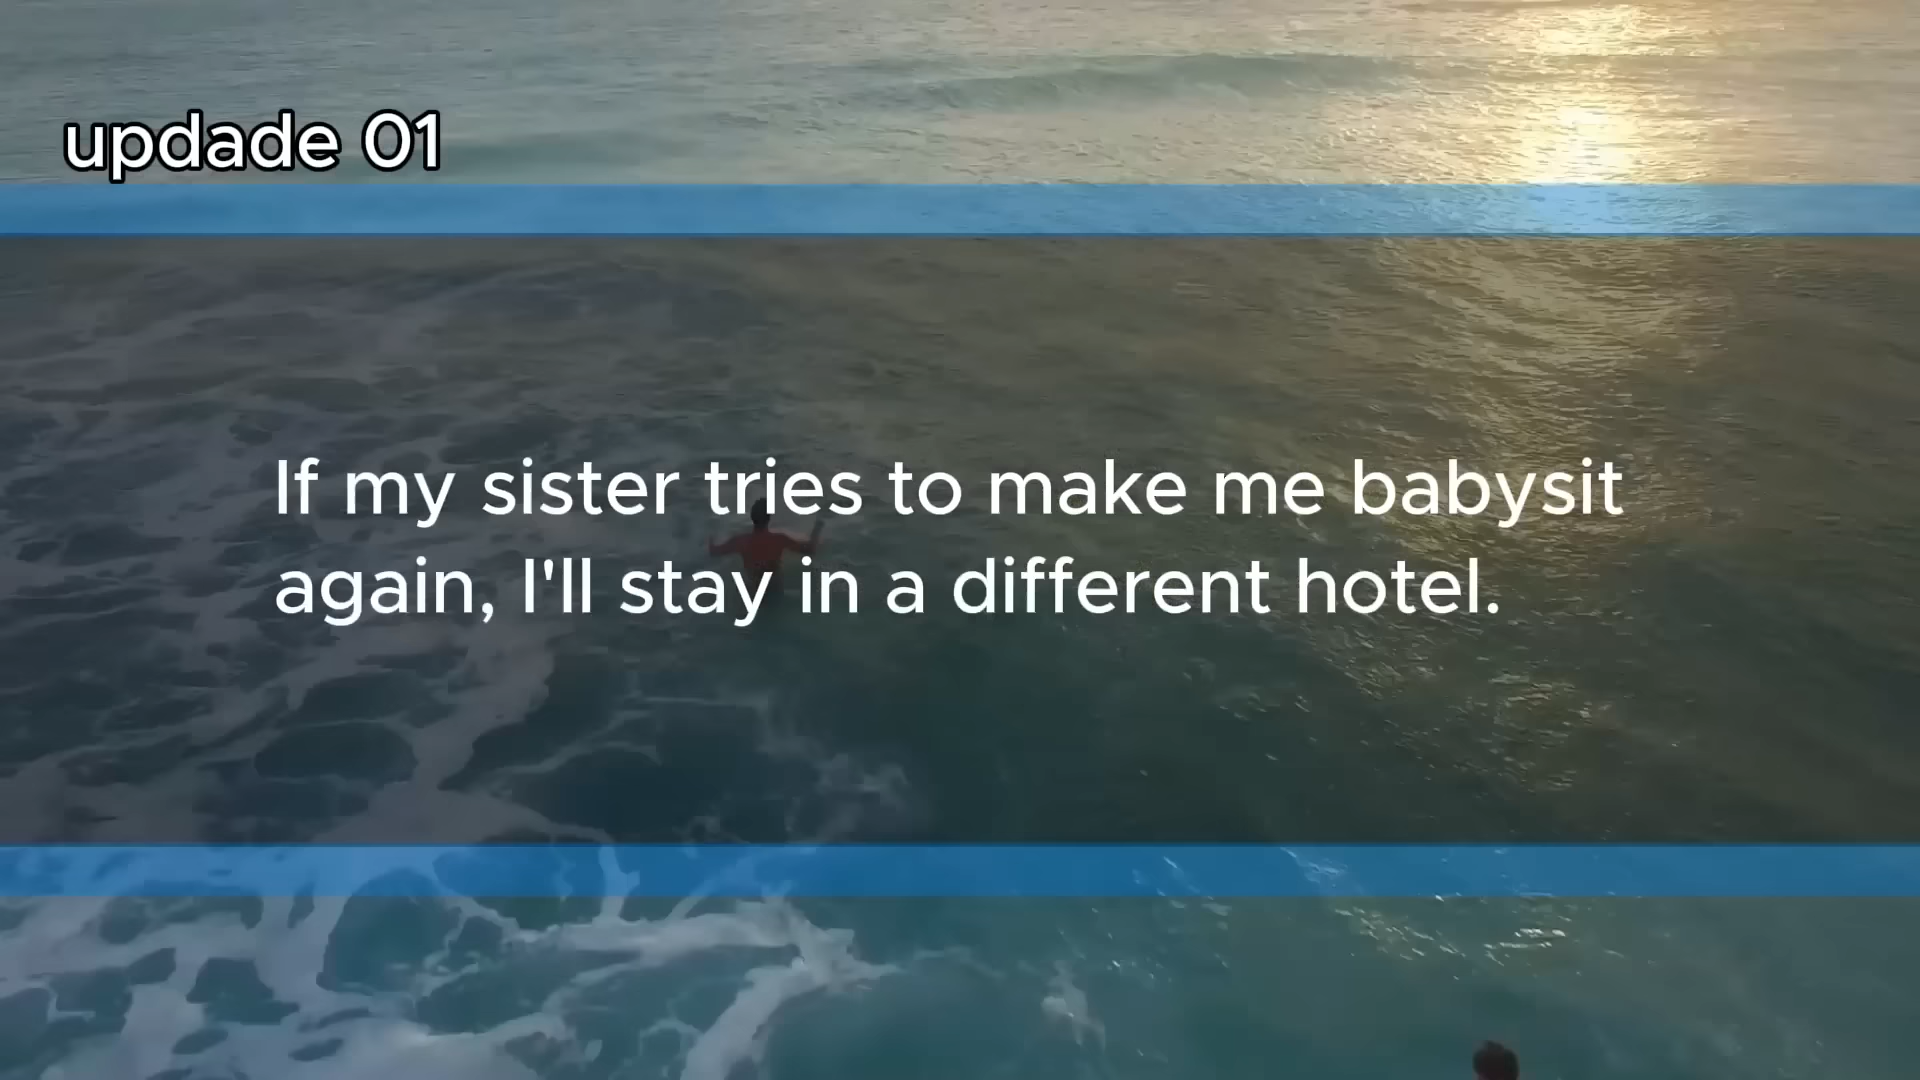 updade 01
If my sister tries to make me babysit
again, I'll stay in a different hotel.